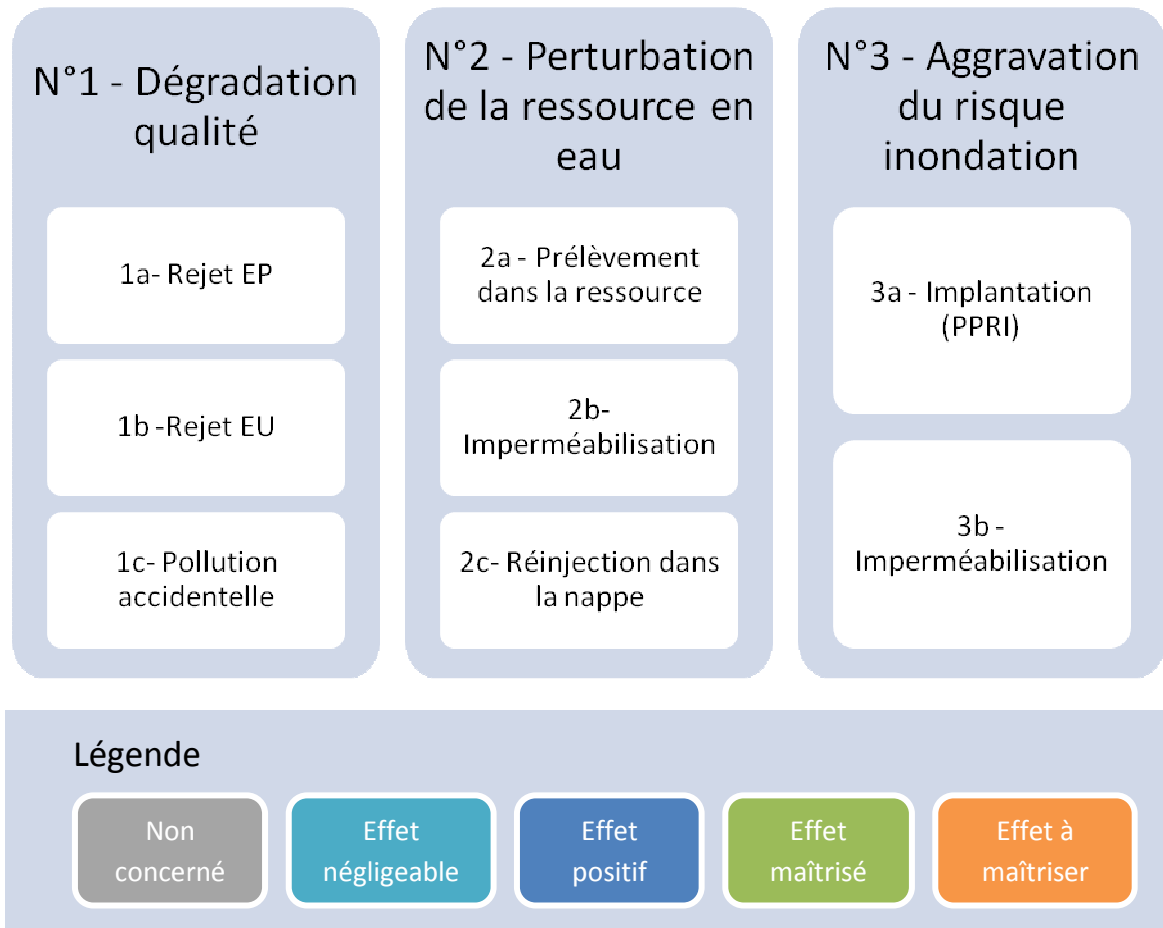 N°1 - Dégradation
qualité
1a- Rejet EP
1b -Rejet EU
1c- Pollution
accidentelle
N°2 - Perturbation
de la ressource en
eau
2a - Prélèvement
dans la ressource
2b-
Imperméabilisation
2c- Réinjection dans
la nappe
N°3 - Aggravation
du risque
inondation
3a - Implantation
(PPRI)
3b -
Imperméabilisation
Légende
Non
concerné
Effet
négligeable
Effet
positif
Effet
maîtrisé
Effet à
maîtriser